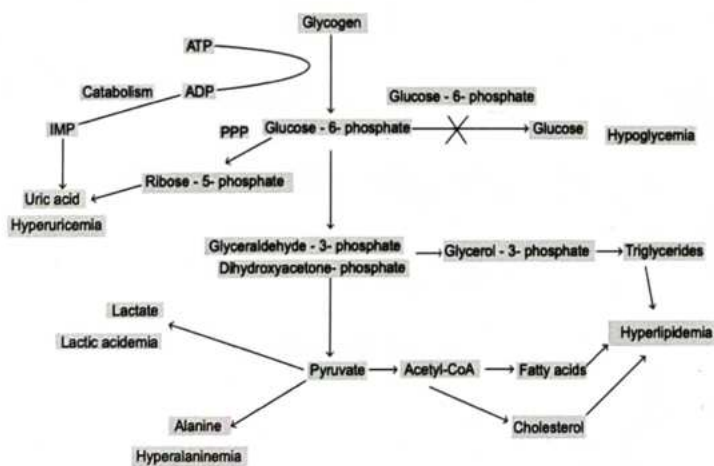 Glycogen
ATP
Catabolism
ADP
Glucose - 6- phosphate
IMP
PPP
Glucose - 6- phosphate
Glucose
Hypoglycemia
Ribose - 5- phosphate
Uric acid
Hyperuricemia
Glyceraldehyde - 3- phosphate
Glycerol - 3- phosphate
Triglycerides
Dihydroxyacetone- phosphate
Lactate
Lactic acidemia
Hyperlipidemia
Pyruvate
Acetyl-CoA
Fatty acids
Alanine
Cholesterol
Hyperalaninemia